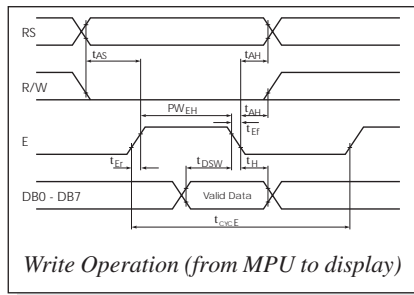 RS
tAS
tAH
R/W
PWEH
tAH
tEf
E
tEr
tDSW
tH
DB0 - DB7
Valid Data
tCYCE
Write Operation (from MPU to display)